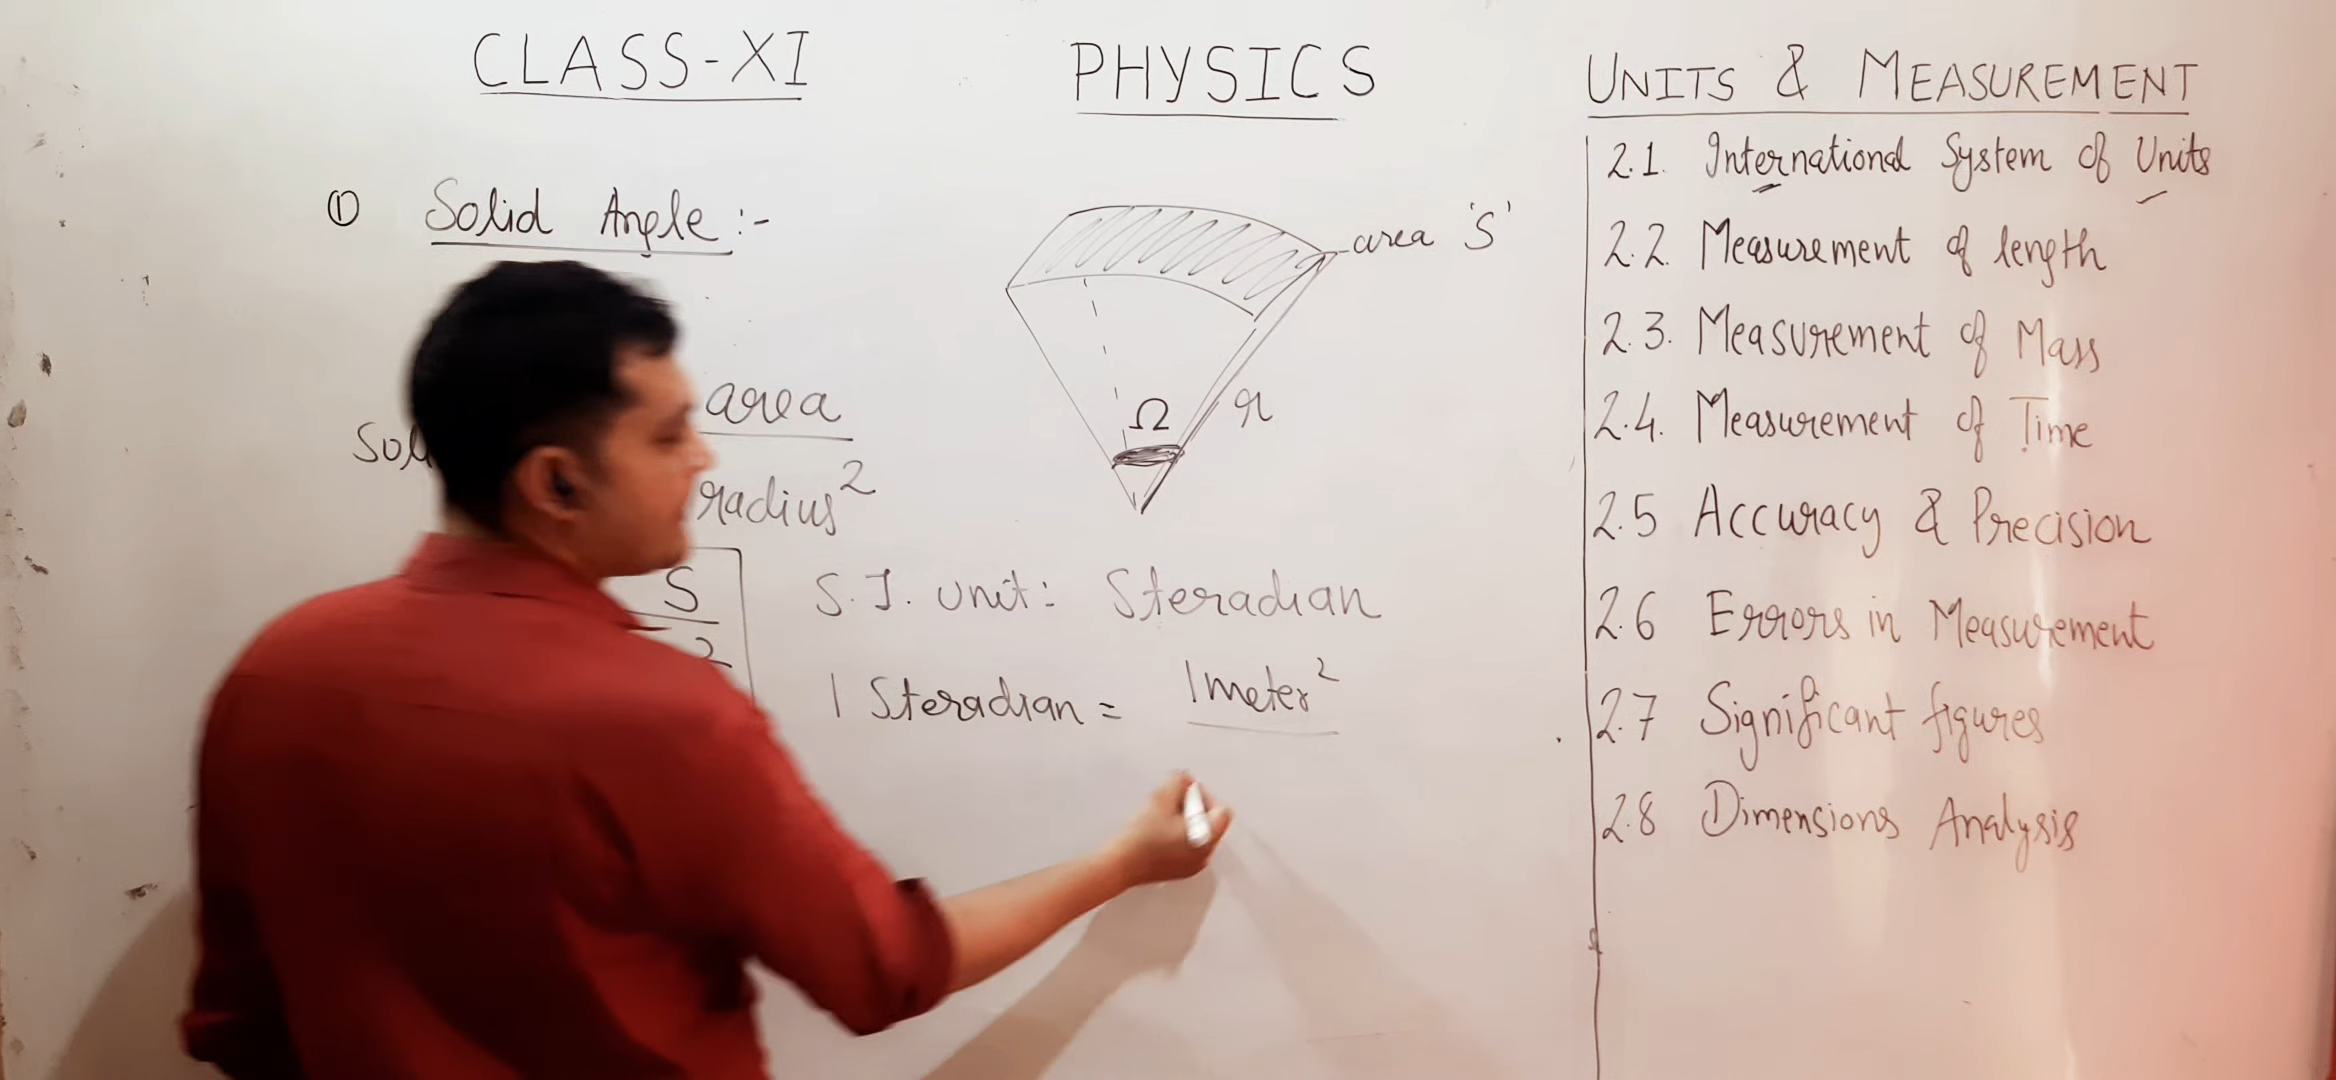 CLASS-XI
PHYSICS
UNITS & MEASUREMENT
① Solid Angle :-
area 'S'
Ω
r
area
radius²
S
2
S.I. unit: Steradian
1 Steradian = 1 meter²
2.1. International System of Units
2.2. Measurement of length
2.3. Measurement of Mass
2.4. Measurement of Time
2.5 Accuracy & Precision
2.6 Errors in Measurement
2.7 Significant figures
2.8 Dimensions Analysis